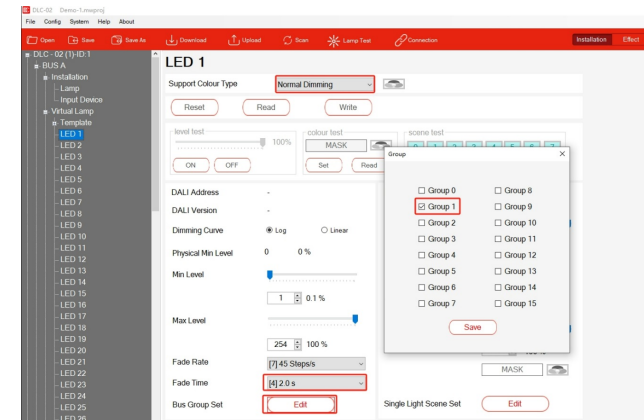 DLC-02 Demo-1.meproj
File Config System Help About
Open Save Save As Download Upload Scan Lamp Test Connection Installation Effect
DLC - 02 (1)-ID:1
BUS A
Installation
Lamp
Input Device
Virtual Lamp
Template
LED 1
LED 2
LED 3
LED 4
LED 5
LED 6
LED 7
LED 8
LED 9
LED 10
LED 11
LED 12
LED 13
LED 14
LED 15
LED 16
LED 17
LED 18
LED 19
LED 20
LED 21
LED 22
LED 23
LED 24
LED 25
LED 26
LED 1
Support Colour Type Normal Dimming
Reset Read Write
level test colour test scene test
100% MASK
ON OFF Set Read
DALI Address -
DALI Version -
Dimming Curve Log Linear
Physical Min Level 0 0 %
Min Level
1 0.1 %
Max Level
254 100 %
Fade Rate [7] 45 Steps/s
Fade Time [4] 2.0 s
Bus Group Set Edit
Group
Group 0 Group 8
Group 1 Group 9
Group 2 Group 10
Group 3 Group 11
Group 4 Group 12
Group 5 Group 13
Group 6 Group 14
Group 7 Group 15
Save
MASK
Single Light Scene Set Edit